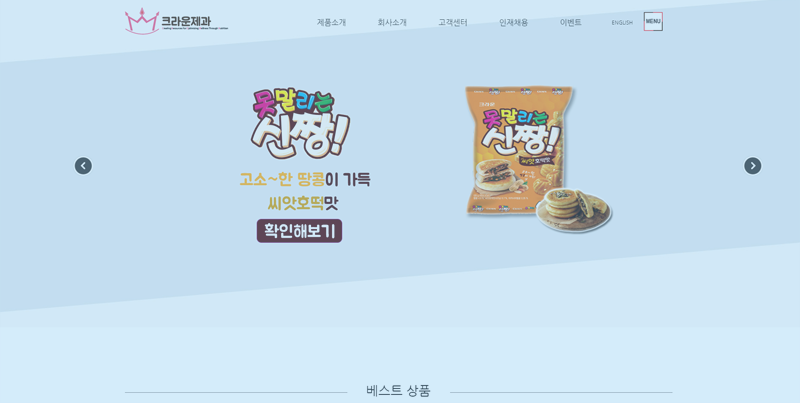 크라운제과
제품소개
회사소개
고객센터
인재채용
이벤트
ENGLISH
MENU
못말리는
신짱!
고소~한 땅콩이 가득
씨앗호떡맛
확인해보기
못말리는
신짱!
씨앗호떡맛
베스트 상품